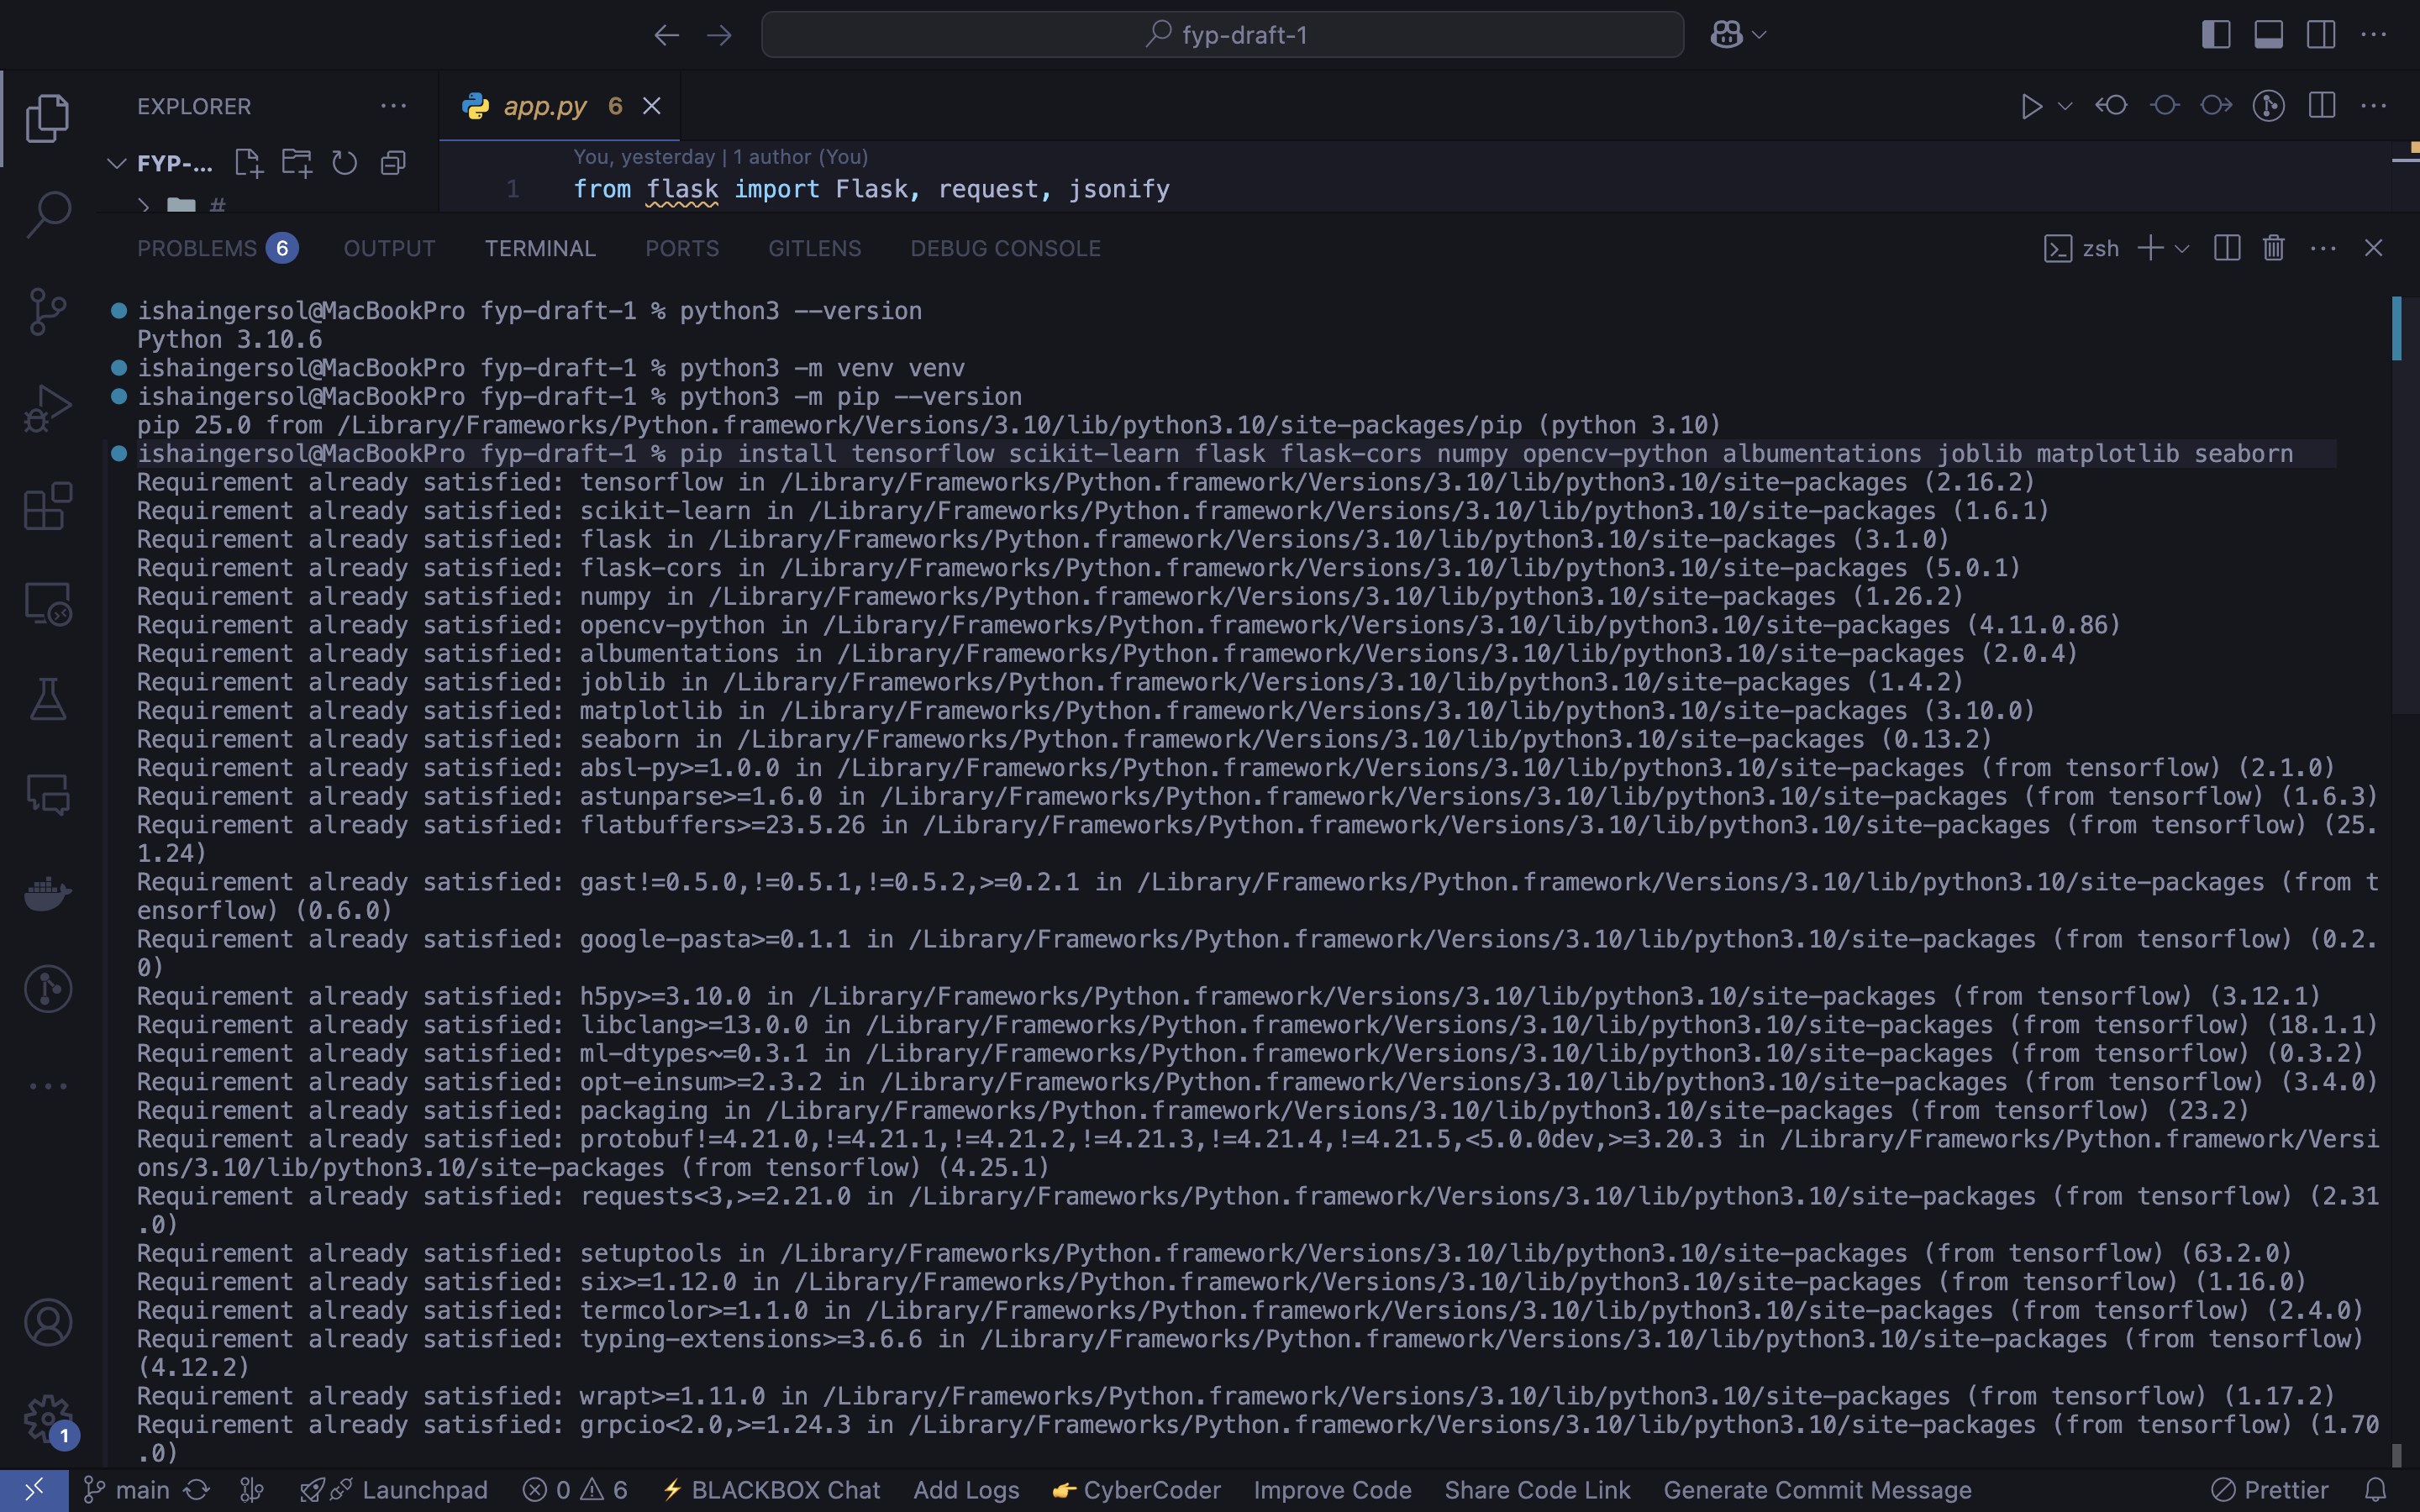 fyp-draft-1
EXPLORER
app.py 6
FYP-...
You, yesterday | 1 author (You)
1 from flask import Flask, request, jsonify
#
PROBLEMS 6 OUTPUT TERMINAL PORTS GITLENS DEBUG CONSOLE
zsh
ishaingersol@MacBookPro fyp-draft-1 % python3 --version
Python 3.10.6
ishaingersol@MacBookPro fyp-draft-1 % python3 -m venv venv
ishaingersol@MacBookPro fyp-draft-1 % python3 -m pip --version
pip 25.0 from /Library/Frameworks/Python.framework/Versions/3.10/lib/python3.10/site-packages/pip (python 3.10)
ishaingersol@MacBookPro fyp-draft-1 % pip install tensorflow scikit-learn flask flask-cors numpy opencv-python albumentations joblib matplotlib seaborn
Requirement already satisfied: tensorflow in /Library/Frameworks/Python.framework/Versions/3.10/lib/python3.10/site-packages (2.16.2)
Requirement already satisfied: scikit-learn in /Library/Frameworks/Python.framework/Versions/3.10/lib/python3.10/site-packages (1.6.1)
Requirement already satisfied: flask in /Library/Frameworks/Python.framework/Versions/3.10/lib/python3.10/site-packages (3.1.0)
Requirement already satisfied: flask-cors in /Library/Frameworks/Python.framework/Versions/3.10/lib/python3.10/site-packages (5.0.1)
Requirement already satisfied: numpy in /Library/Frameworks/Python.framework/Versions/3.10/lib/python3.10/site-packages (1.26.2)
Requirement already satisfied: opencv-python in /Library/Frameworks/Python.framework/Versions/3.10/lib/python3.10/site-packages (4.11.0.86)
Requirement already satisfied: albumentations in /Library/Frameworks/Python.framework/Versions/3.10/lib/python3.10/site-packages (2.0.4)
Requirement already satisfied: joblib in /Library/Frameworks/Python.framework/Versions/3.10/lib/python3.10/site-packages (1.4.2)
Requirement already satisfied: matplotlib in /Library/Frameworks/Python.framework/Versions/3.10/lib/python3.10/site-packages (3.10.0)
Requirement already satisfied: seaborn in /Library/Frameworks/Python.framework/Versions/3.10/lib/python3.10/site-packages (0.13.2)
Requirement already satisfied: absl-py>=1.0.0 in /Library/Frameworks/Python.framework/Versions/3.10/lib/python3.10/site-packages (from tensorflow) (2.1.0)
Requirement already satisfied: astunparse>=1.6.0 in /Library/Frameworks/Python.framework/Versions/3.10/lib/python3.10/site-packages (from tensorflow) (1.6.3)
Requirement already satisfied: flatbuffers>=23.5.26 in /Library/Frameworks/Python.framework/Versions/3.10/lib/python3.10/site-packages (from tensorflow) (25.
1.24)
Requirement already satisfied: gast!=0.5.0,!=0.5.1,!=0.5.2,>=0.2.1 in /Library/Frameworks/Python.framework/Versions/3.10/lib/python3.10/site-packages (from t
ensorflow) (0.6.0)
Requirement already satisfied: google-pasta>=0.1.1 in /Library/Frameworks/Python.framework/Versions/3.10/lib/python3.10/site-packages (from tensorflow) (0.2.
0)
Requirement already satisfied: h5py>=3.10.0 in /Library/Frameworks/Python.framework/Versions/3.10/lib/python3.10/site-packages (from tensorflow) (3.12.1)
Requirement already satisfied: libclang>=13.0.0 in /Library/Frameworks/Python.framework/Versions/3.10/lib/python3.10/site-packages (from tensorflow) (18.1.1)
Requirement already satisfied: ml-dtypes~=0.3.1 in /Library/Frameworks/Python.framework/Versions/3.10/lib/python3.10/site-packages (from tensorflow) (0.3.2)
Requirement already satisfied: opt-einsum>=2.3.2 in /Library/Frameworks/Python.framework/Versions/3.10/lib/python3.10/site-packages (from tensorflow) (3.4.0)
Requirement already satisfied: packaging in /Library/Frameworks/Python.framework/Versions/3.10/lib/python3.10/site-packages (from tensorflow) (23.2)
Requirement already satisfied: protobuf!=4.21.0,!=4.21.1,!=4.21.2,!=4.21.3,!=4.21.4,!=4.21.5,<5.0.0dev,>=3.20.3 in /Library/Frameworks/Python.framework/Versi
ons/3.10/lib/python3.10/site-packages (from tensorflow) (4.25.1)
Requirement already satisfied: requests<3,>=2.21.0 in /Library/Frameworks/Python.framework/Versions/3.10/lib/python3.10/site-packages (from tensorflow) (2.31
.0)
Requirement already satisfied: setuptools in /Library/Frameworks/Python.framework/Versions/3.10/lib/python3.10/site-packages (from tensorflow) (63.2.0)
Requirement already satisfied: six>=1.12.0 in /Library/Frameworks/Python.framework/Versions/3.10/lib/python3.10/site-packages (from tensorflow) (1.16.0)
Requirement already satisfied: termcolor>=1.1.0 in /Library/Frameworks/Python.framework/Versions/3.10/lib/python3.10/site-packages (from tensorflow) (2.4.0)
Requirement already satisfied: typing-extensions>=3.6.6 in /Library/Frameworks/Python.framework/Versions/3.10/lib/python3.10/site-packages (from tensorflow)
(4.12.2)
Requirement already satisfied: wrapt>=1.11.0 in /Library/Frameworks/Python.framework/Versions/3.10/lib/python3.10/site-packages (from tensorflow) (1.17.2)
Requirement already satisfied: grpcio<2.0,>=1.24.3 in /Library/Frameworks/Python.framework/Versions/3.10/lib/python3.10/site-packages (from tensorflow) (1.70
.0)
1
main Launchpad 0 6 BLACKBOX Chat Add Logs CyberCoder Improve Code Share Code Link Generate Commit Message Prettier